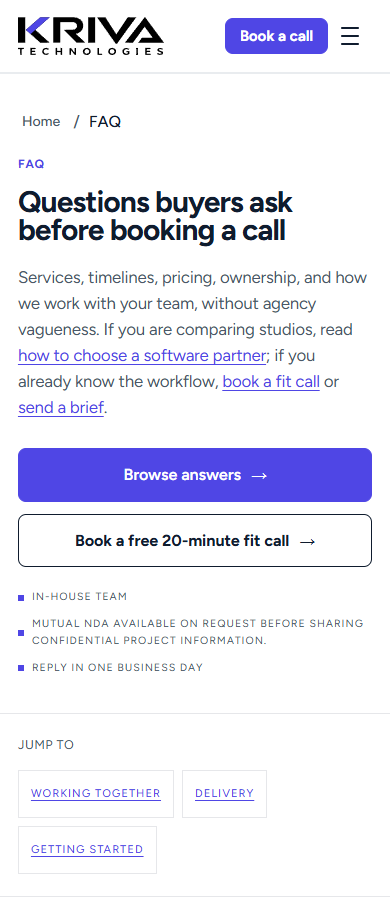 KRIVA
TECHNOLOGIES
Book a call
Home / FAQ
FAQ
Questions buyers ask
before booking a call
Services, timelines, pricing, ownership, and how
we work with your team, without agency
vagueness. If you are comparing studios, read
how to choose a software partner; if you
already know the workflow, book a fit call or
send a brief.
Browse answers →
Book a free 20-minute fit call →
IN-HOUSE TEAM
MUTUAL NDA AVAILABLE ON REQUEST BEFORE SHARING
CONFIDENTIAL PROJECT INFORMATION.
REPLY IN ONE BUSINESS DAY
JUMP TO
WORKING TOGETHER
DELIVERY
GETTING STARTED